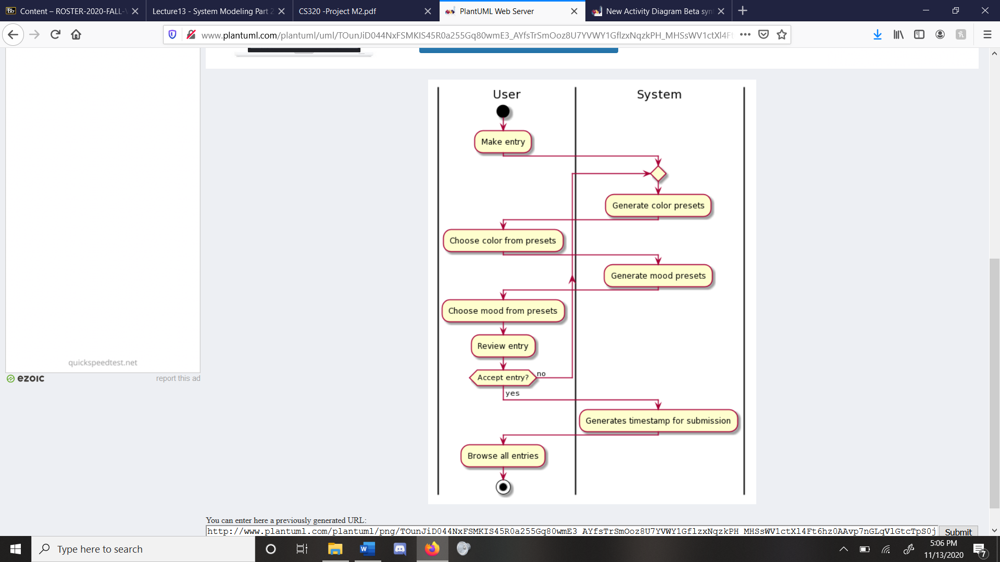 Bb Content – ROSTER-2020-FALL-
Lecture13 - System Modeling Part 2
CS320 -Project M2.pdf
PlantUML Web Server
New Activity Diagram Beta syn
www.plantuml.com/plantuml/uml/TOunJiD044NxFSMKIS45R0a255Gq80wmE3_AYfsTrSmOoz8U7YVWY1GflzxNqzkPH_MHSsWV1ctXl4Ft
User
System
Make entry
Generate color presets
Choose color from presets
Generate mood presets
Choose mood from presets
Review entry
Accept entry?
no
yes
Generates timestamp for submission
Browse all entries
quickspeedtest.net
ezoic
report this ad
You can enter here a previously generated URL:
http://www.plantuml.com/plantuml/png/TOunJiD044NxFSMKIS45R0a255Gq80wmE3_AYfsTrSmOoz8U7YVWY1GflzxNqzkPH_MHSsWV1ctXl4Ft6hz0AAvp7nGLqVlGtcTpS0j
Submit
Type here to search
5:06 PM
11/13/2020
7